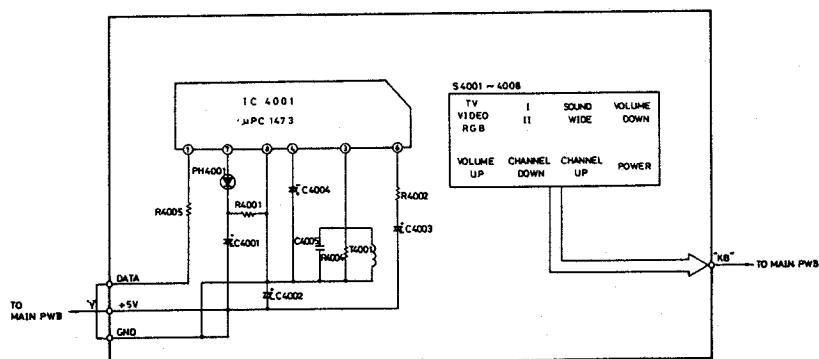 IC 4001
μPC 1473
1 7 8 4 3 6
PH4001
R4005
R4001
C4001
C4004
C4005
R4004
T4001
R4002
C4003
C4002
DATA
+5V
GND
"Y"
TO
MAIN PWB
S4001~4008
TV
VIDEO
RGB
I
II
SOUND
WIDE
VOLUME
DOWN
VOLUME
UP
CHANNEL
DOWN
CHANNEL
UP
POWER
"KB"
TO MAIN PWB